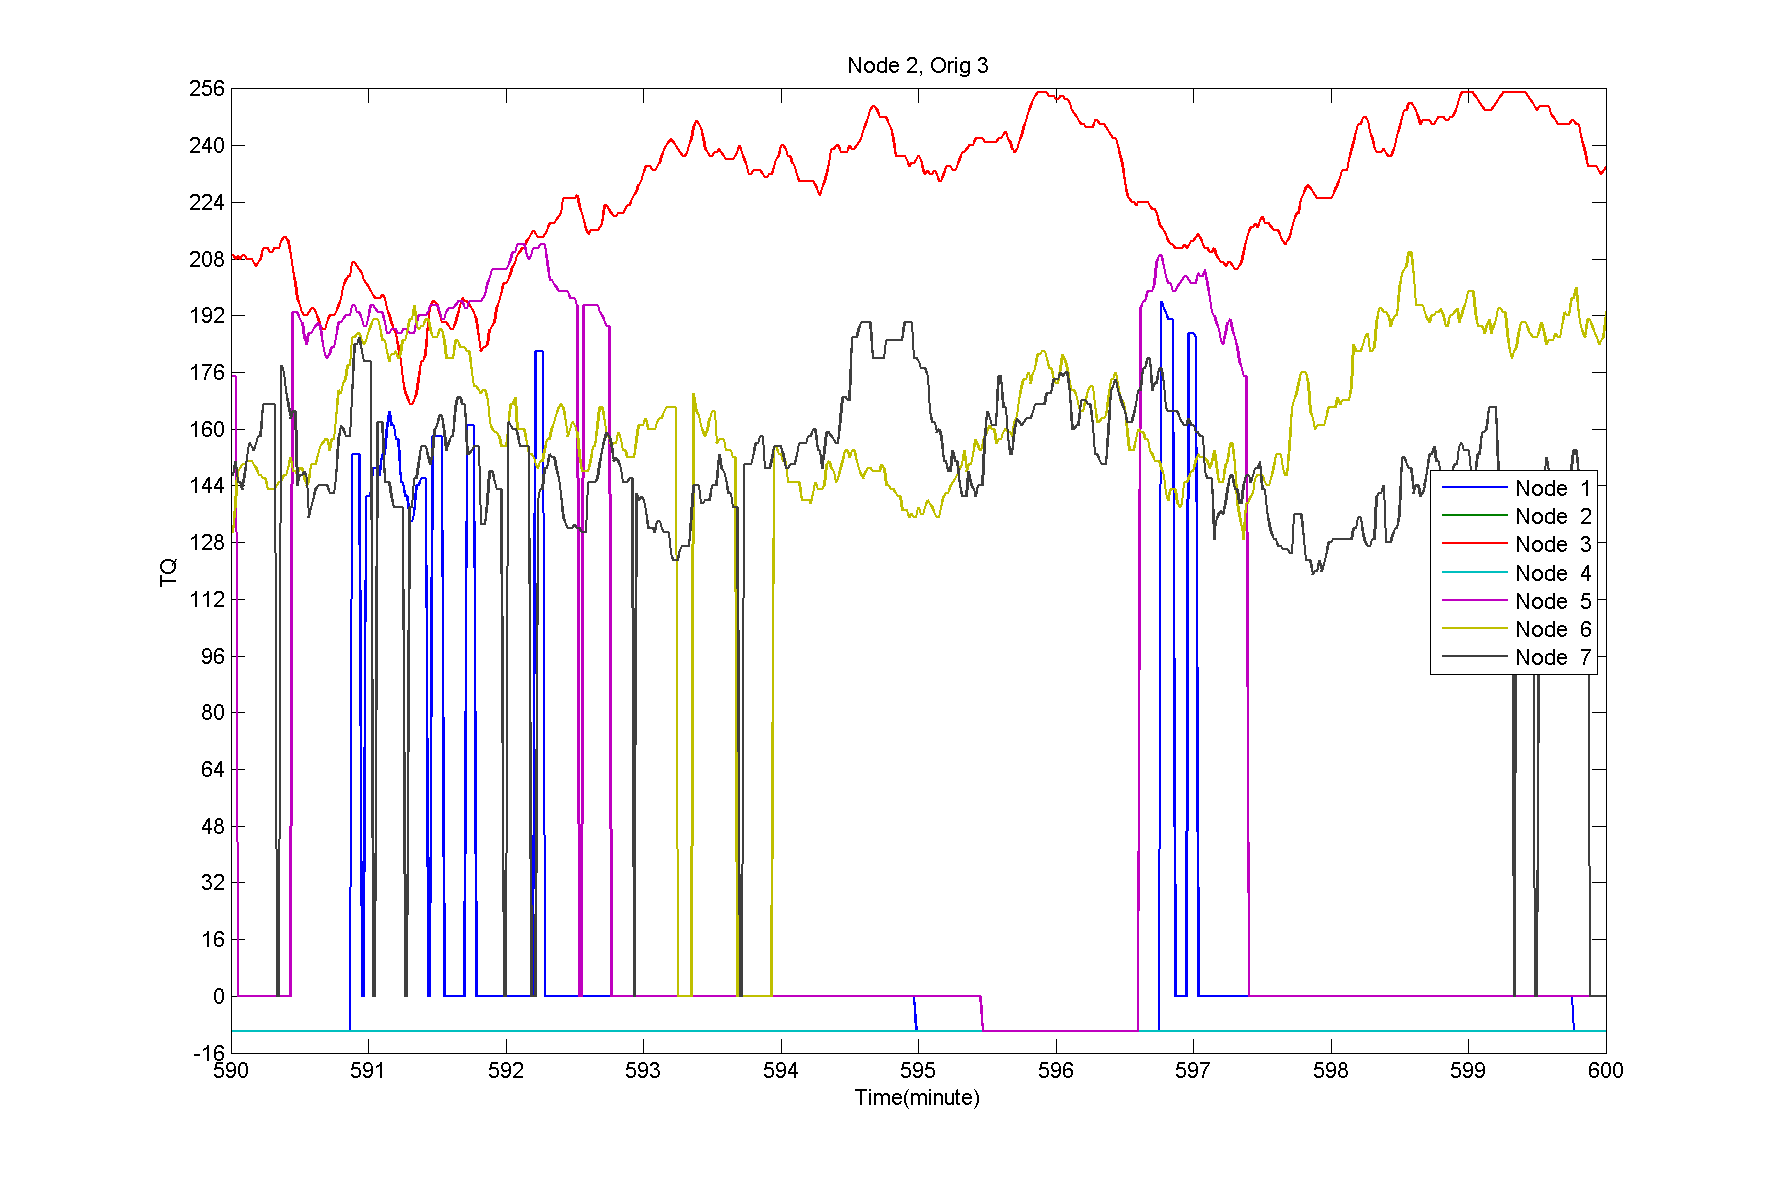 Node 2, Orig 3
256
240
224
208
192
176
160
144
128
112
96
80
64
48
32
16
0
-16
TQ
590 591 592 593 594 595 596 597 598 599 600
Time(minute)
Node 1
Node 2
Node 3
Node 4
Node 5
Node 6
Node 7